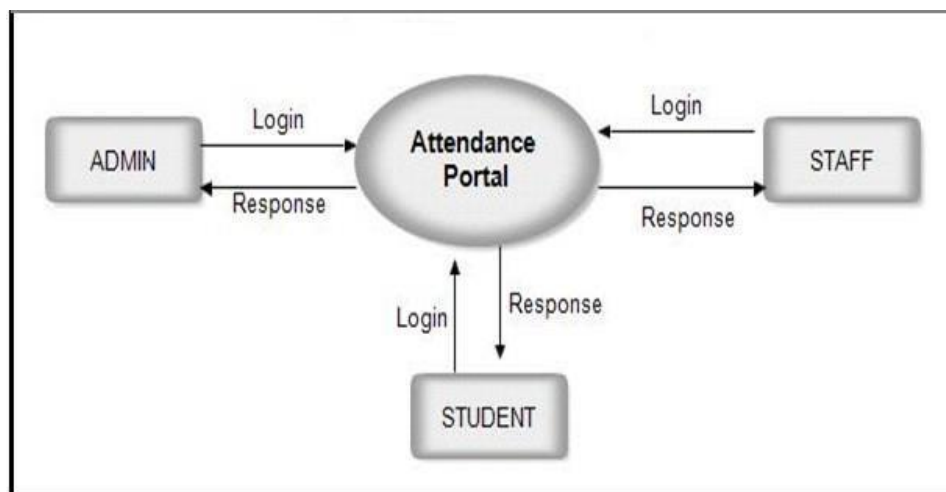 Login
Login
ADMIN
Attendance
Portal
STAFF
Response
Response
Login
Response
STUDENT